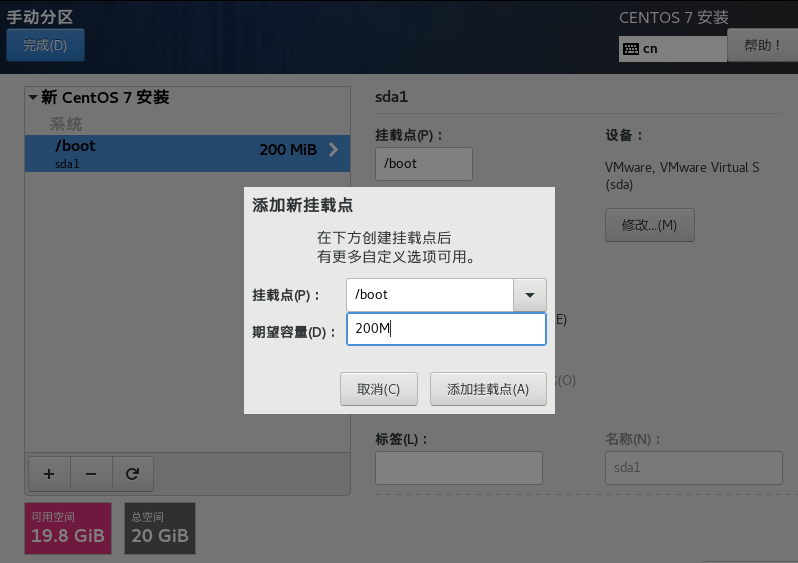 手动分区
CENTOS 7 安装
完成(D)
cn
帮助！
新 CentOS 7 安装
系统
/boot
200 MiB
sda1
sda1
挂载点(P)：
/boot
设备：
VMware, VMware Virtual S
(sda)
修改...(M)
添加新挂载点
在下方创建挂载点后
有更多自定义选项可用。
挂载点(P)：
/boot
期望容量(D)：
200M
取消(C)
添加挂载点(A)
E)
(O)
标签(L)：
名称(N)：
sda1
可用空间
19.8 GiB
总空间
20 GiB